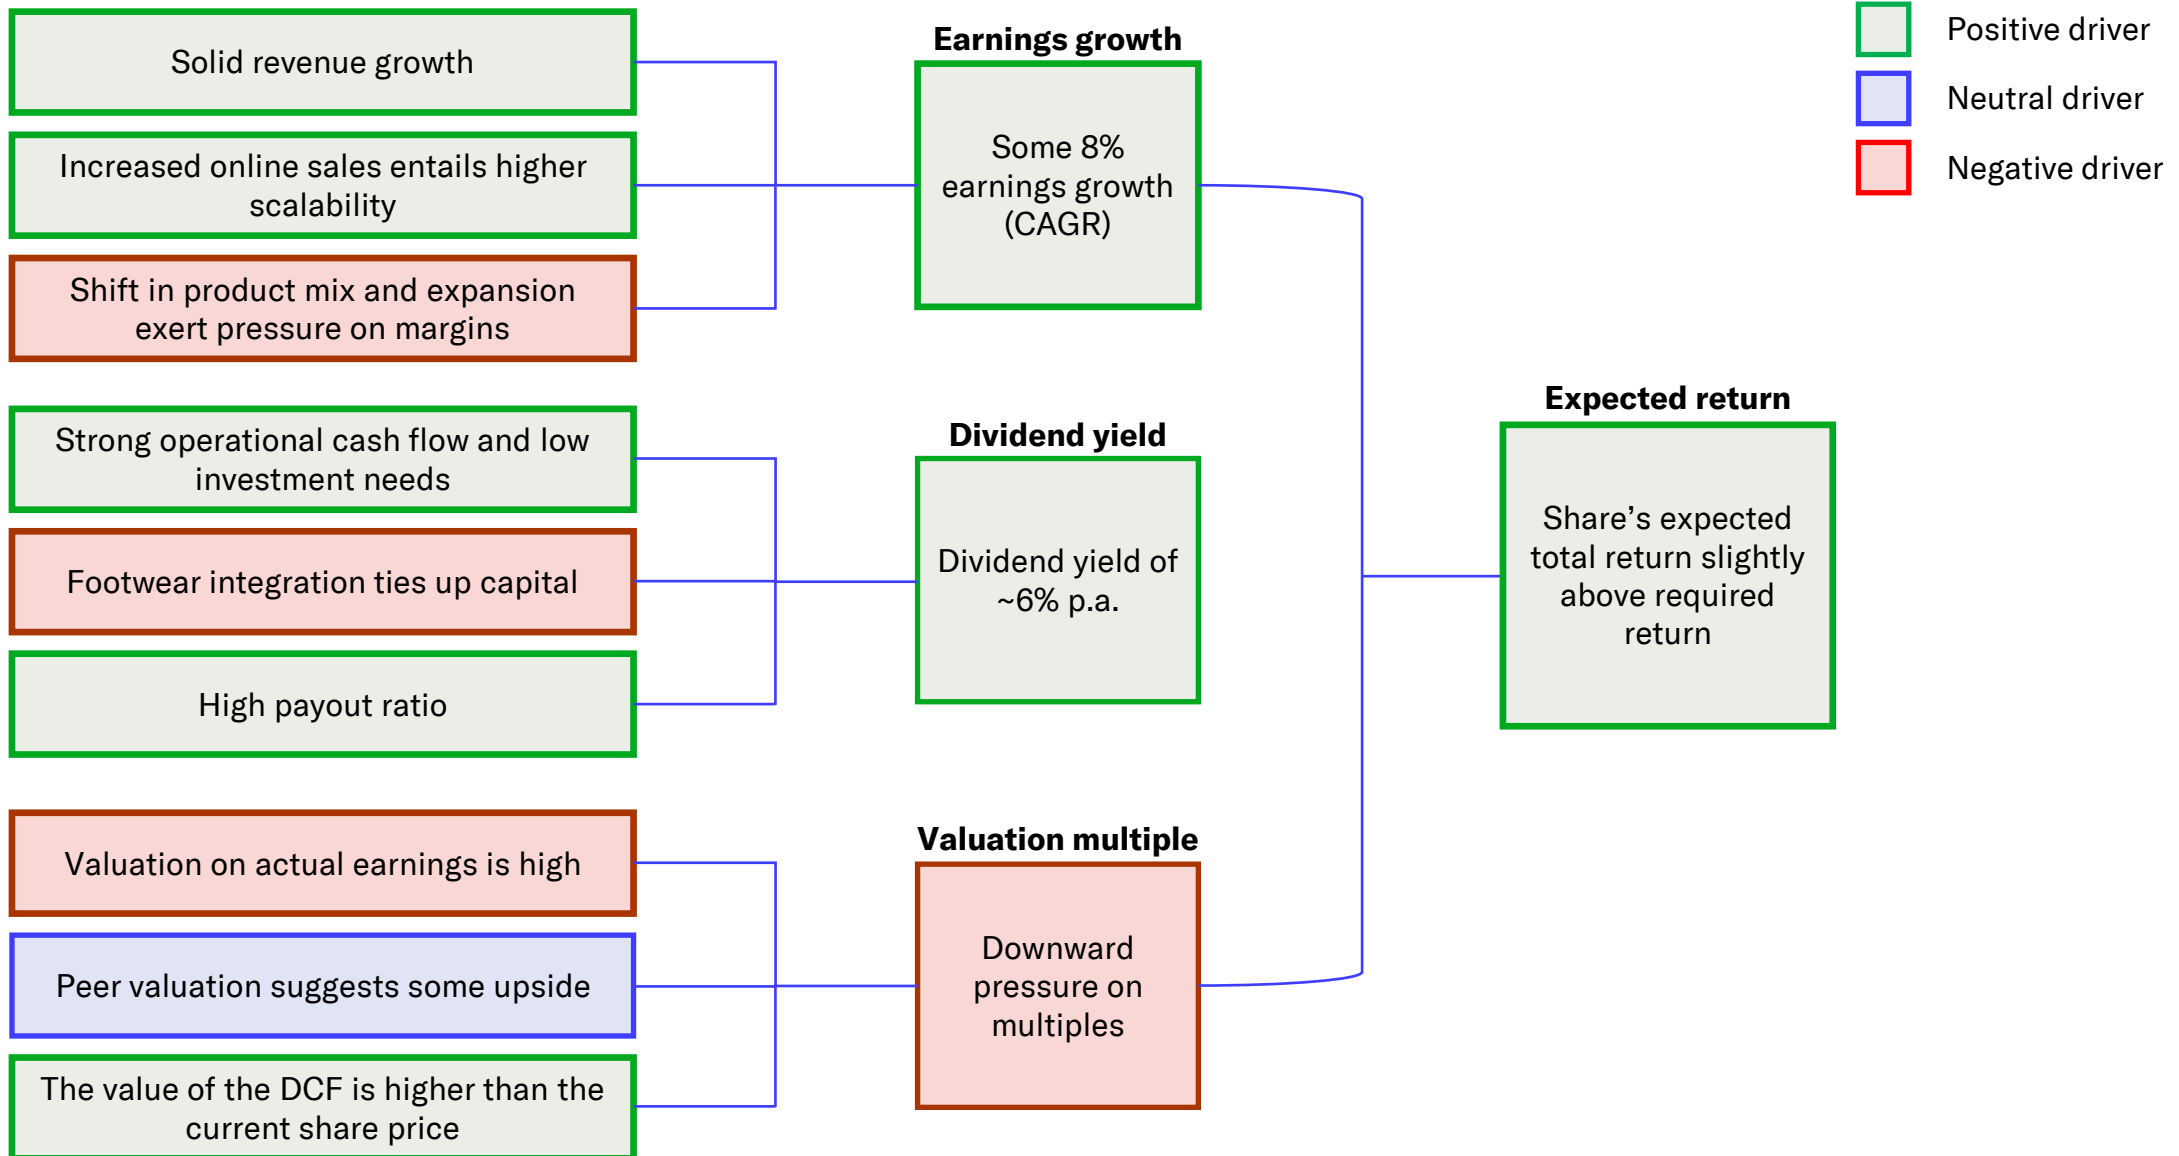 Solid revenue growth
Increased online sales entails higher
scalability
Shift in product mix and expansion
exert pressure on margins
Earnings growth
Some 8%
earnings growth
(CAGR)
Strong operational cash flow and low
investment needs
Footwear integration ties up capital
High payout ratio
Dividend yield
Dividend yield of
~6% p.a.
Valuation on actual earnings is high
Peer valuation suggests some upside
The value of the DCF is higher than the
current share price
Valuation multiple
Downward
pressure on
multiples
Expected return
Share’s expected
total return slightly
above required
return
Positive driver
Neutral driver
Negative driver